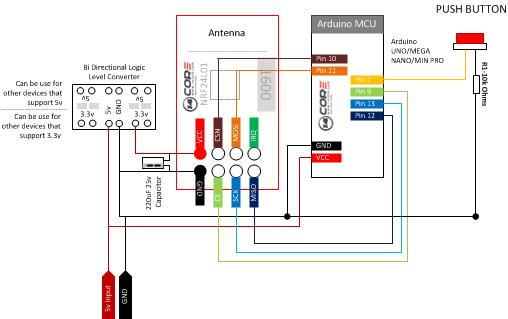 PUSH BUTTON
Antenna
Arduino MCU
Arduino
UNO/MEGA
NANO/MIN PRO
Pin 10
Pin 11
Pin 7
Pin 9
Pin 13
Pin 12
GND
VCC
R1-10k Ohms
Bi Directional Logic
Level Converter
Can be use for
other devices that
support 5v
Can be use for
other devices that
support 3.3v
5v
5v
GND
5v
3.3v
3.3v
CORE
NRF24L01
0091
VCC
CSN
MOSI
IRQ
GND
CE
SCK
MISO
220uF 25v
Capacitor
CORE
5v Input
GND